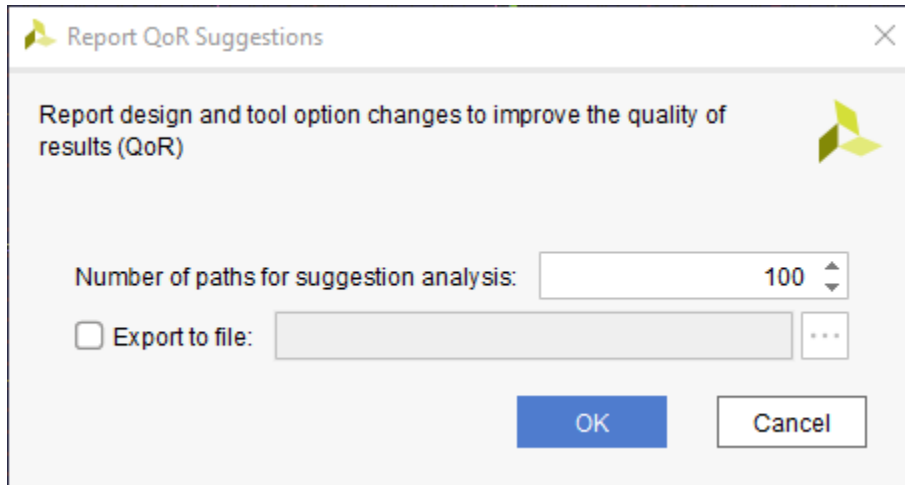 Report QoR Suggestions
Report design and tool option changes to improve the quality of
results (QoR)
Number of paths for suggestion analysis: 100
Export to file: ...
OK Cancel